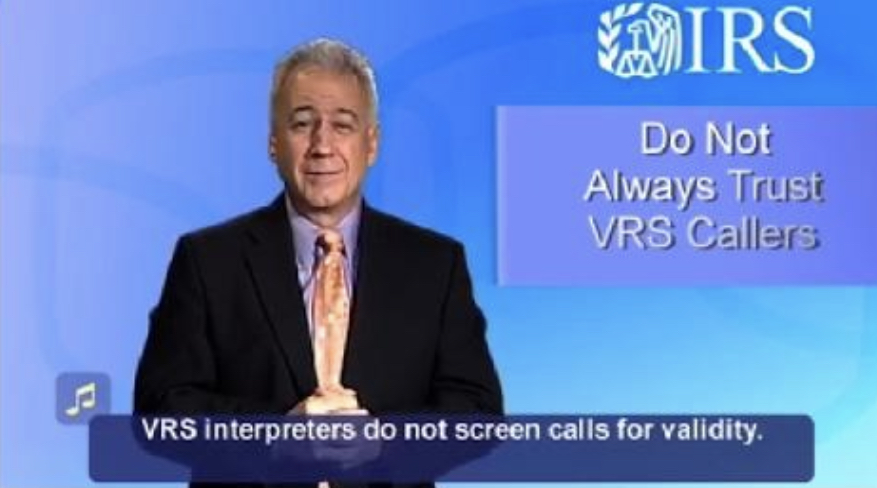 IRS
Do Not
Always Trust
VRS Callers
VRS interpreters do not screen calls for validity.